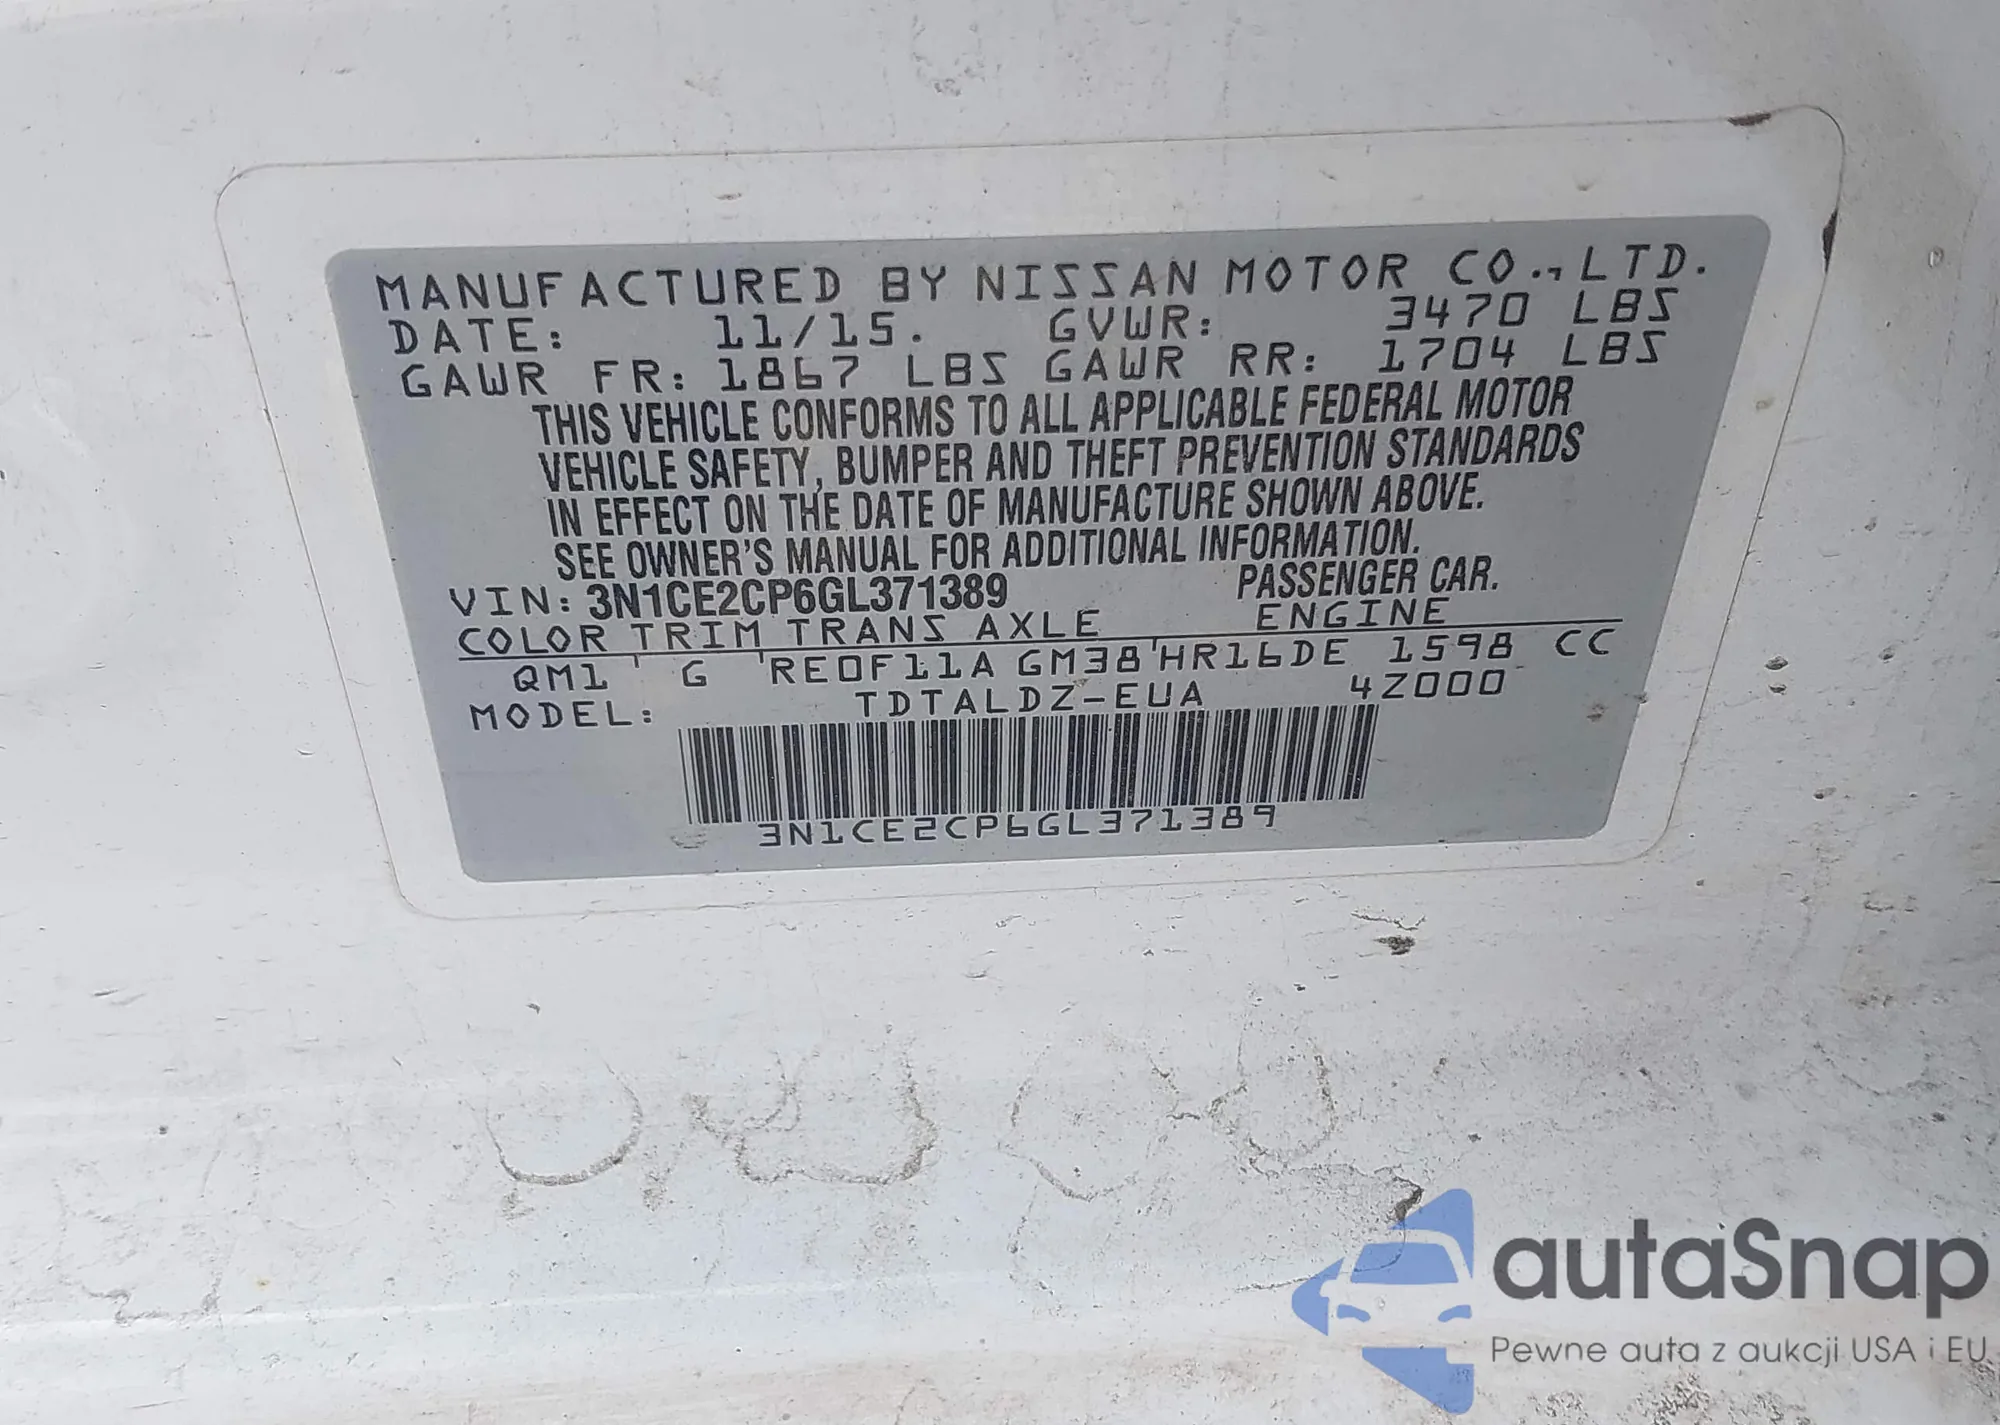 MANUFACTURED BY NISSAN MOTOR CO., LTD.
DATE: 11/15. GVWR: 3470 LBS
GAWR FR: 1867 LBS GAWR RR: 1704 LBS
THIS VEHICLE CONFORMS TO ALL APPLICABLE FEDERAL MOTOR
VEHICLE SAFETY, BUMPER AND THEFT PREVENTION STANDARDS
IN EFFECT ON THE DATE OF MANUFACTURE SHOWN ABOVE.
SEE OWNER'S MANUAL FOR ADDITIONAL INFORMATION.
VIN: 3N1CE2CP6GL371389 PASSENGER CAR.
COLOR TRIM TRANS AXLE ENGINE
QM1 G RE0F11A GM38 HR16DE 1598 CC
MODEL: TDTALDZ-EUA 4Z000
3N1CE2CP6GL371389
autaSnap
Pewne auta z aukcji USA i EU